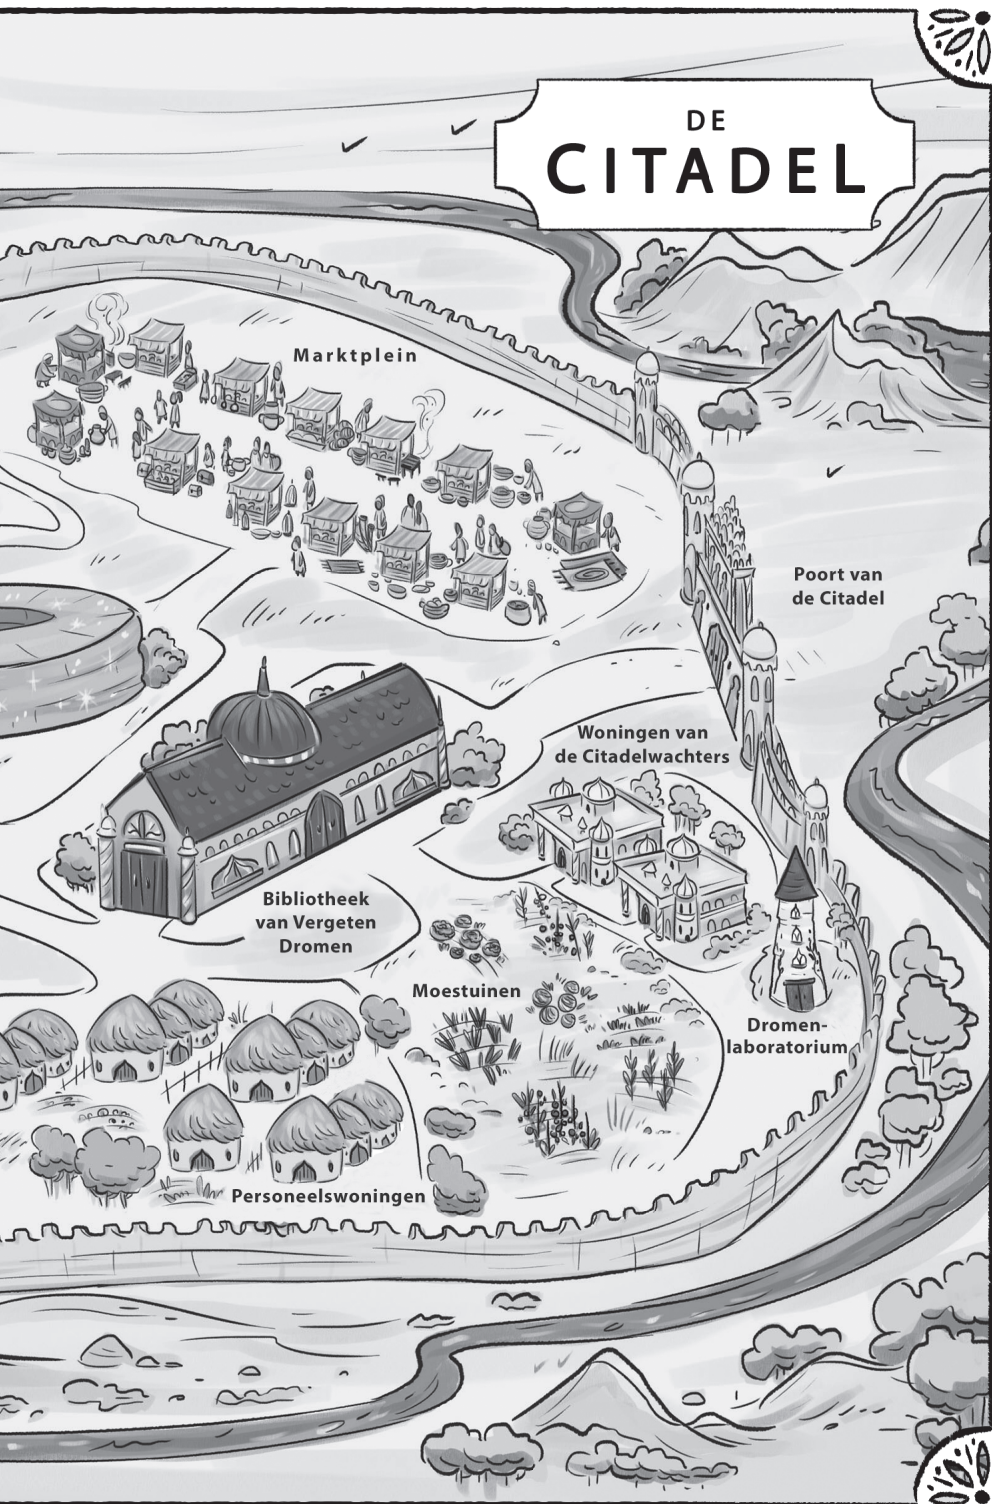 DE
CITADEL
Marktplein
Poort van
de Citadel
Woningen van
de Citadelwachters
Bibliotheek
van Vergeten
Dromen
Moestuinen
Dromen-
laboratorium
Personeelswoningen